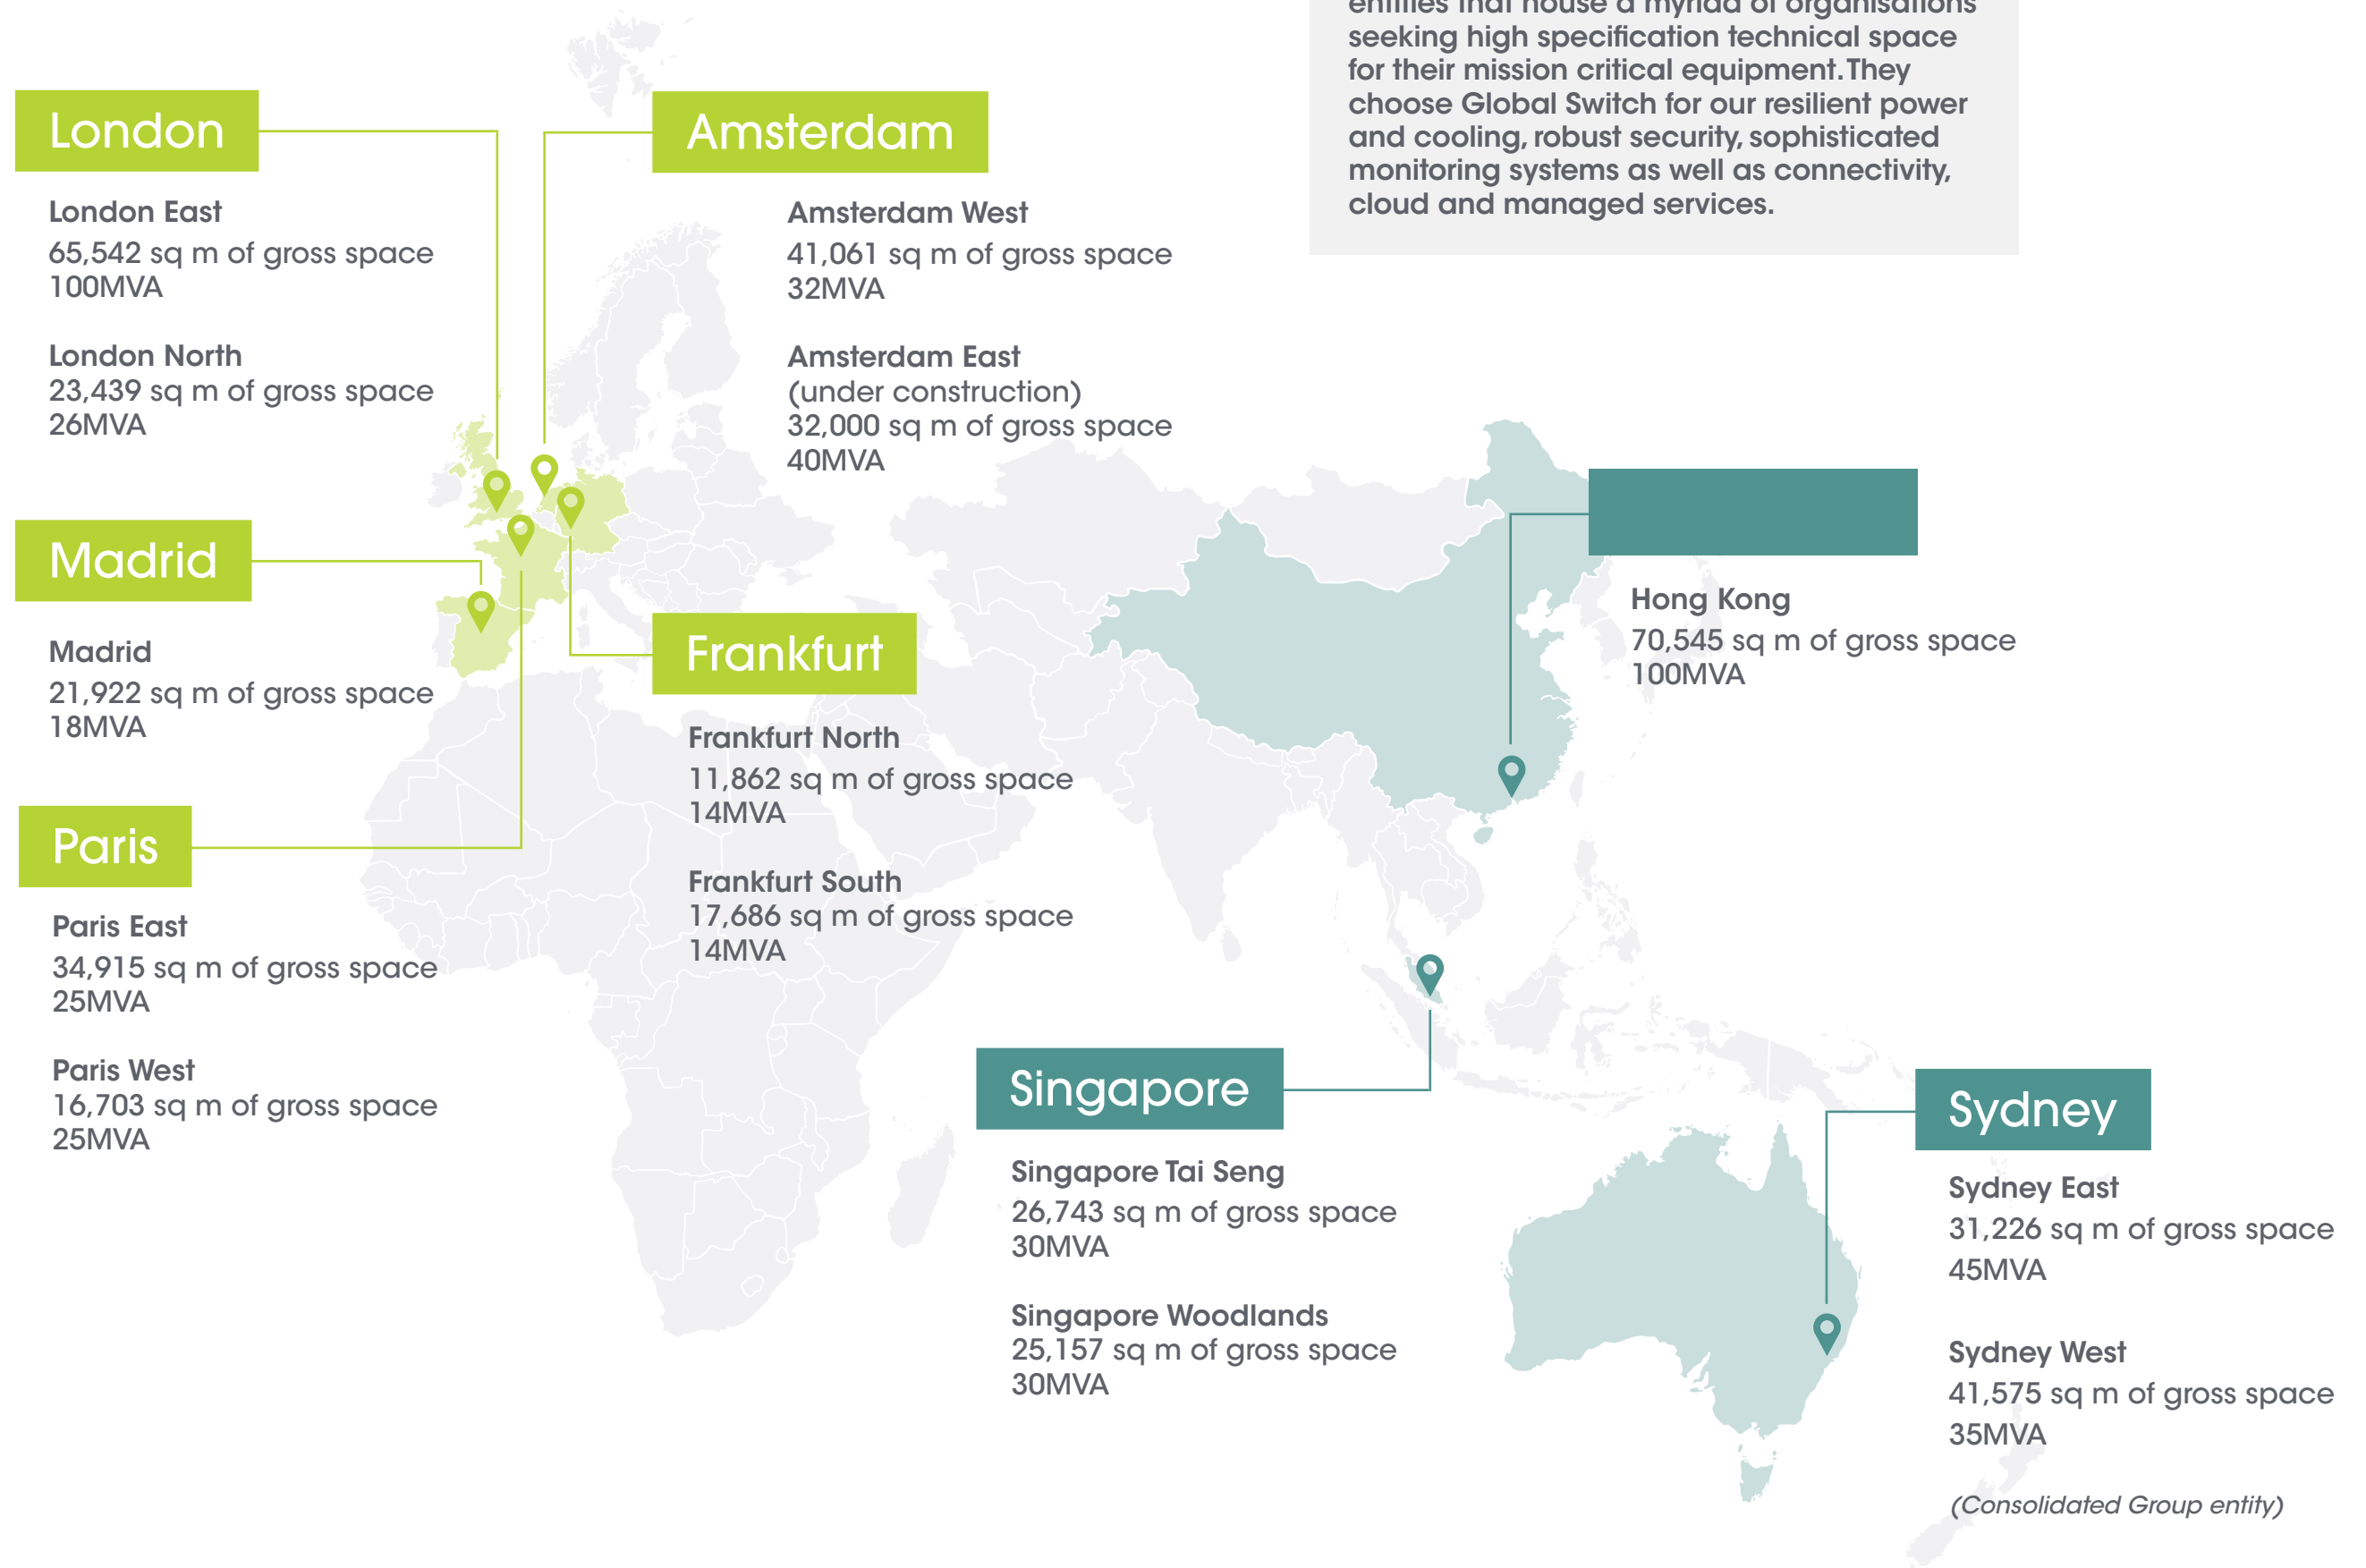 entities that house a myriad of organisations
seeking high specification technical space
for their mission critical equipment. They
choose Global Switch for our resilient power
and cooling, robust security, sophisticated
monitoring systems as well as connectivity,
cloud and managed services.
London
London East
65,542 sq m of gross space
100MVA
London North
23,439 sq m of gross space
26MVA
Amsterdam
Amsterdam West
41,061 sq m of gross space
32MVA
Amsterdam East
(under construction)
32,000 sq m of gross space
40MVA
Madrid
Madrid
21,922 sq m of gross space
18MVA
Frankfurt
Frankfurt North
11,862 sq m of gross space
14MVA
Frankfurt South
17,686 sq m of gross space
14MVA
Paris
Paris East
34,915 sq m of gross space
25MVA
Paris West
16,703 sq m of gross space
25MVA
Hong Kong
70,545 sq m of gross space
100MVA
Singapore
Singapore Tai Seng
26,743 sq m of gross space
30MVA
Singapore Woodlands
25,157 sq m of gross space
30MVA
Sydney
Sydney East
31,226 sq m of gross space
45MVA
Sydney West
41,575 sq m of gross space
35MVA
(Consolidated Group entity)